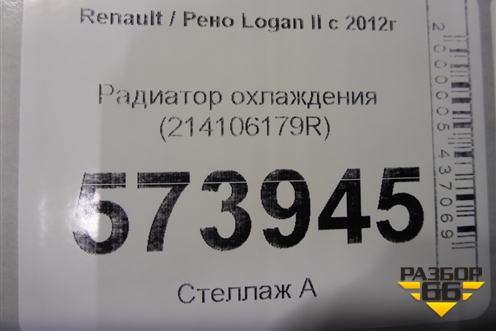 Renault / Рено Logan II с 2012г
Радиатор охлаждения
(214106179R)
573945
Стеллаж А
2000005437069
РАЗБОР
66